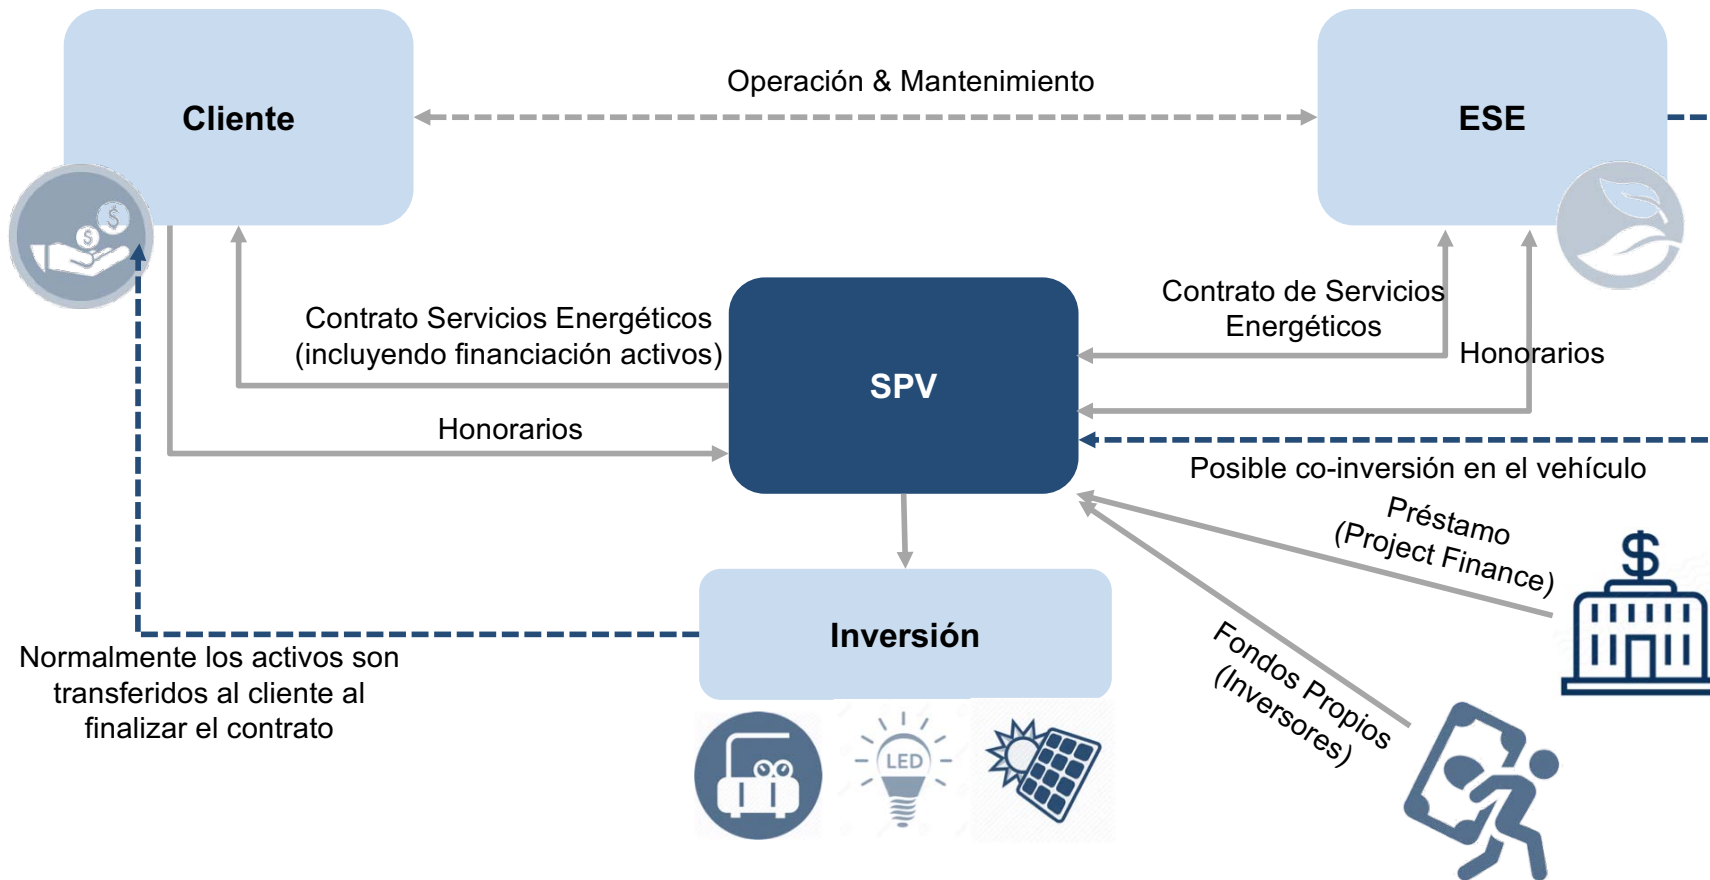 Operación & Mantenimiento
Cliente
ESE
$
$
Contrato Servicios Energéticos
(incluyendo financiación activos)
Contrato de Servicios
Energéticos
Honorarios
SPV
Honorarios
Posible co-inversión en el vehículo
Préstamo
(Project Finance)
$
Inversión
Fondos Propios
(Inversores)
Normalmente los activos son
transferidos al cliente al
finalizar el contrato
LED